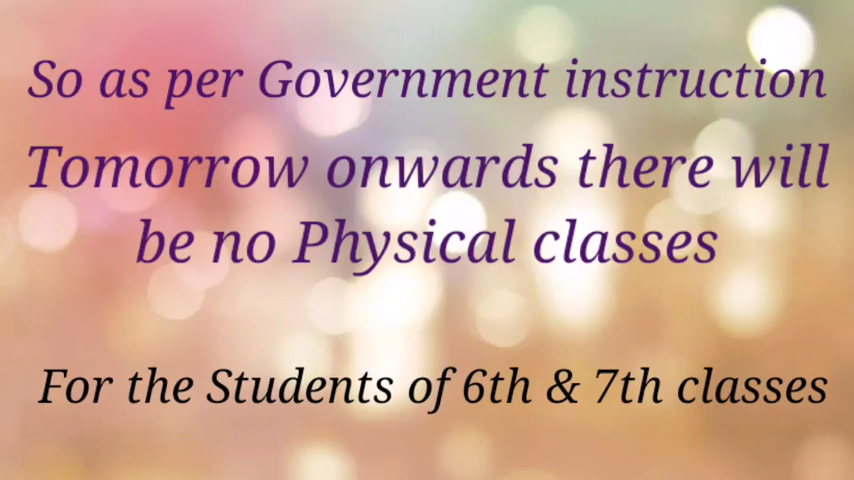 So as per Government instruction
Tomorrow onwards there will
be no Physical classes
For the Students of 6th & 7th classes